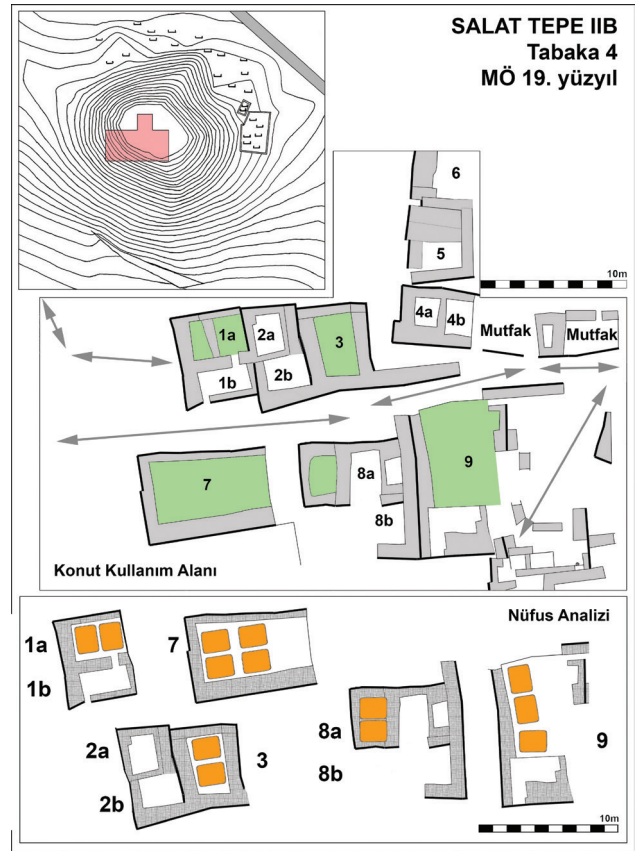 SALAT TEPE IIB
Tabaka 4
MÖ 19. yüzyıl
6
5
10m
4a
4b
Mutfak
Mutfak
1a
2a
3
1b
2b
7
8a
8b
9
Konut Kullanım Alanı
Nüfus Analizi
1a
1b
7
2a
2b
3
8a
8b
9
10m